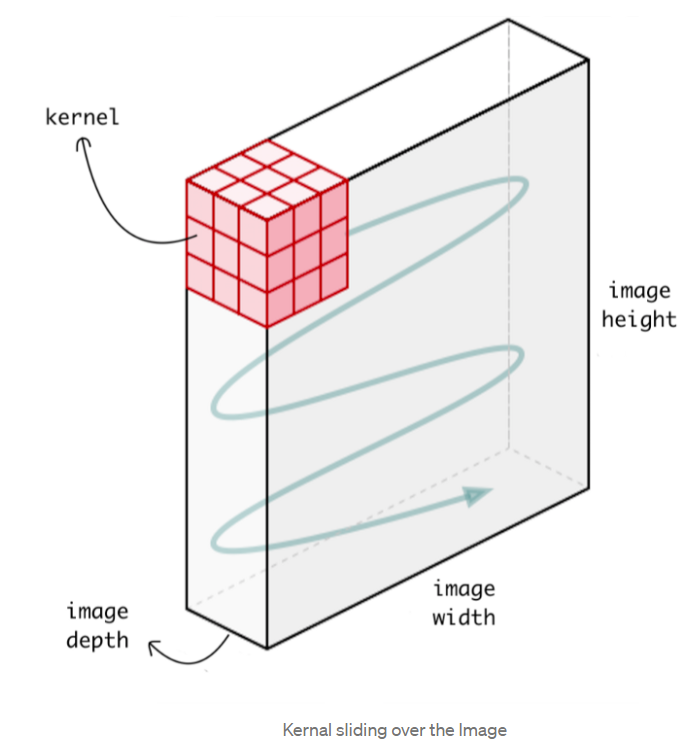 kernel
image
height
image
width
image
depth
Kernal sliding over the Image